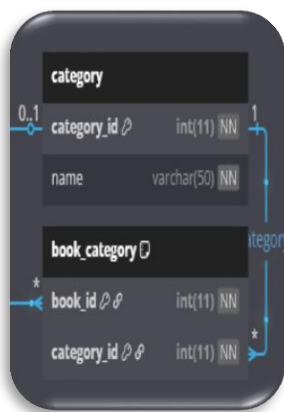 category
0..1
category_id int(11) NN 1
name varchar(50) NN
book_category
* book_id int(11) NN
category_id int(11) NN *